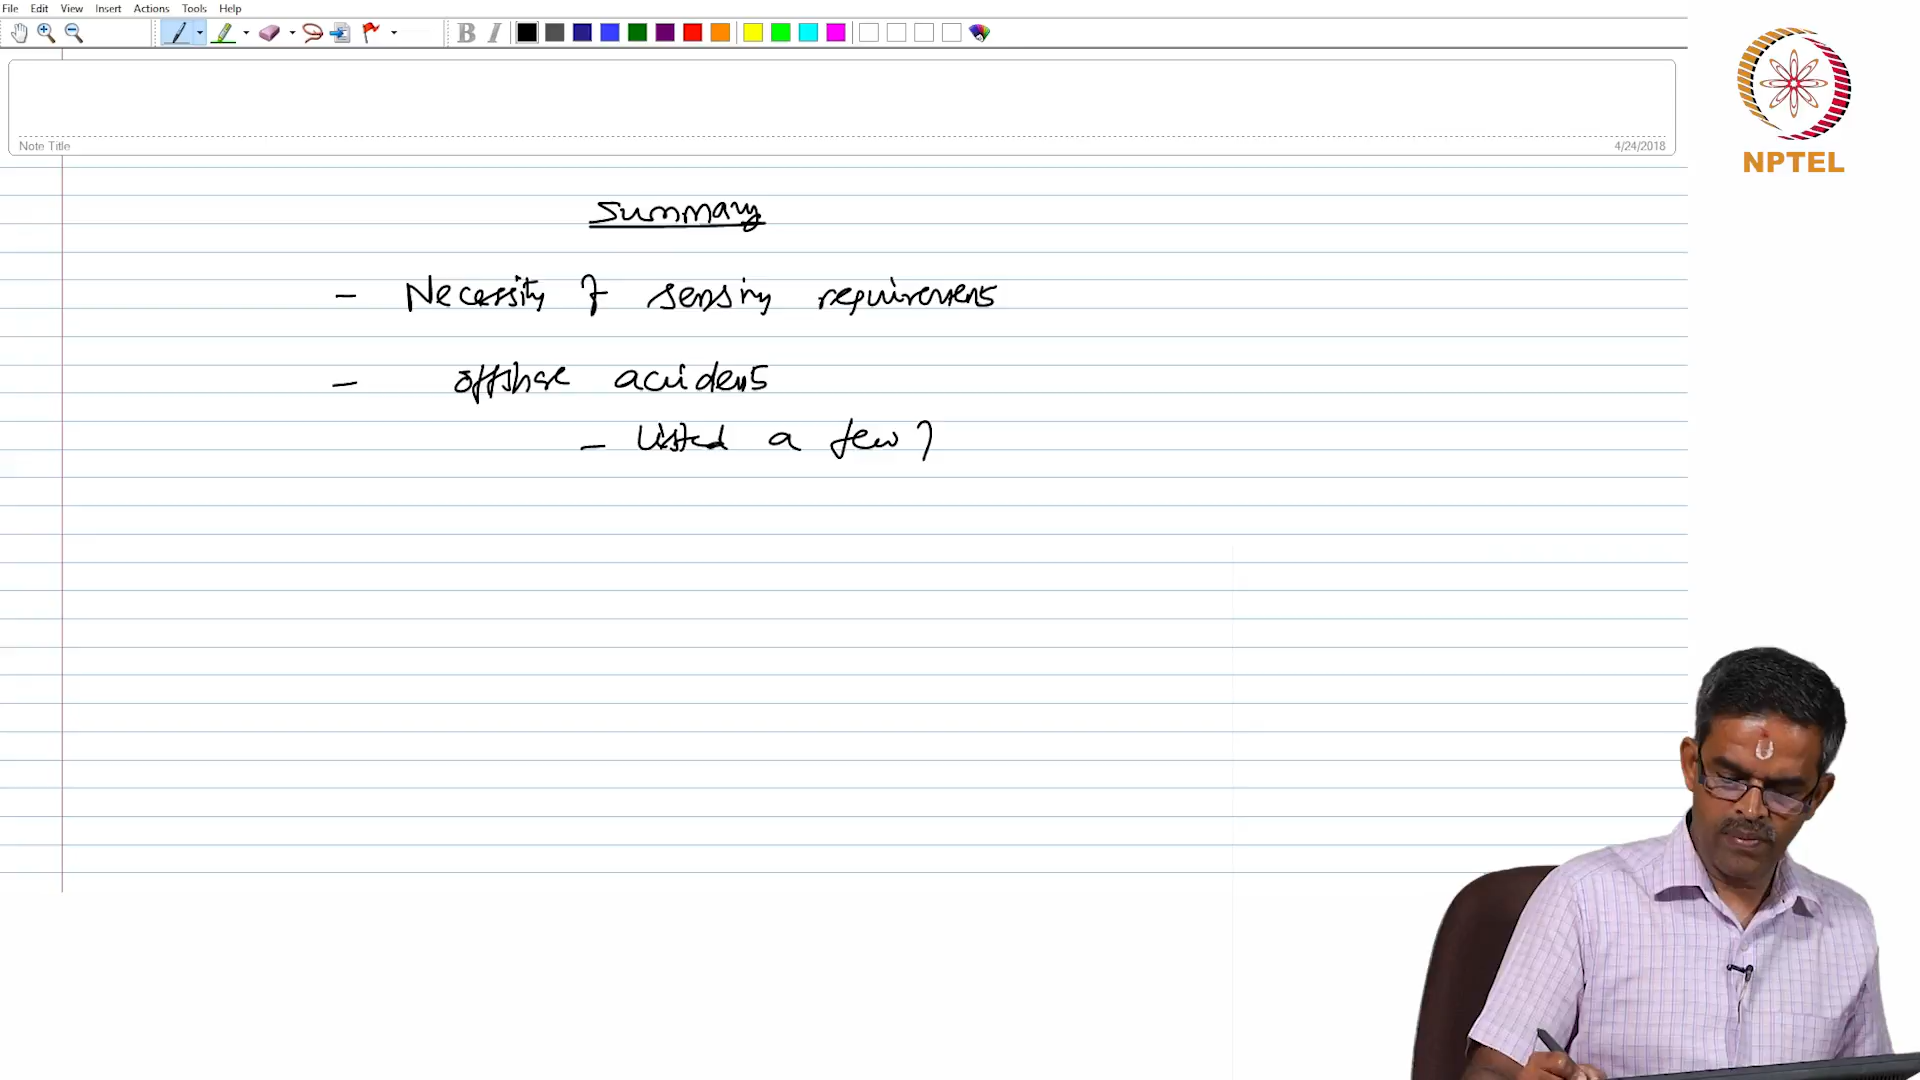 File Edit View Insert Actions Tools Help
B I
Note Title
4/24/2018
NPTEL
Summary
- Necessity of sensing requirements
- offshore accidents
- Listed a few